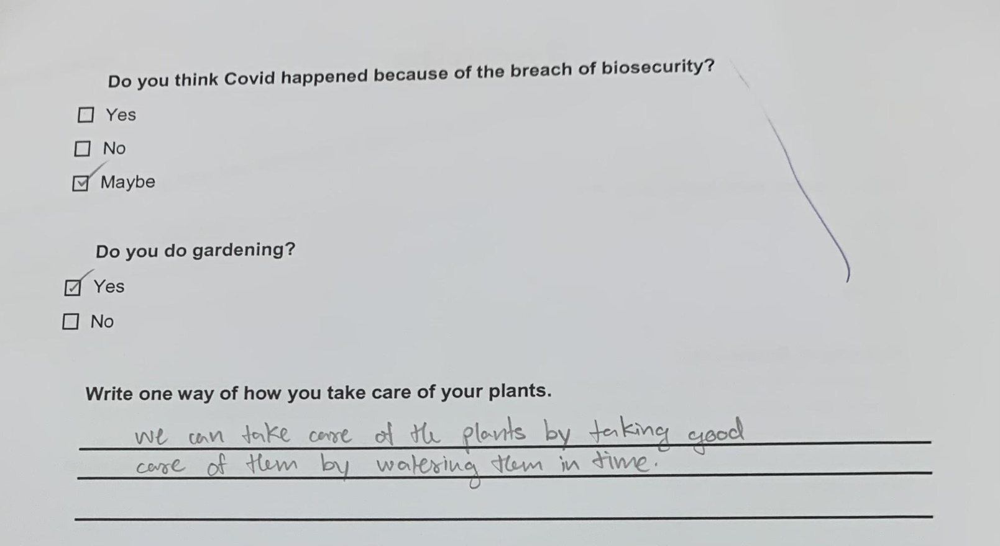 Do you think Covid happened because of the breach of biosecurity?
☐ Yes
☐ No
☑ Maybe
Do you do gardening?
☑ Yes
☐ No
Write one way of how you take care of your plants.
we can take care of the plants by taking good
care of them by watering them in time.